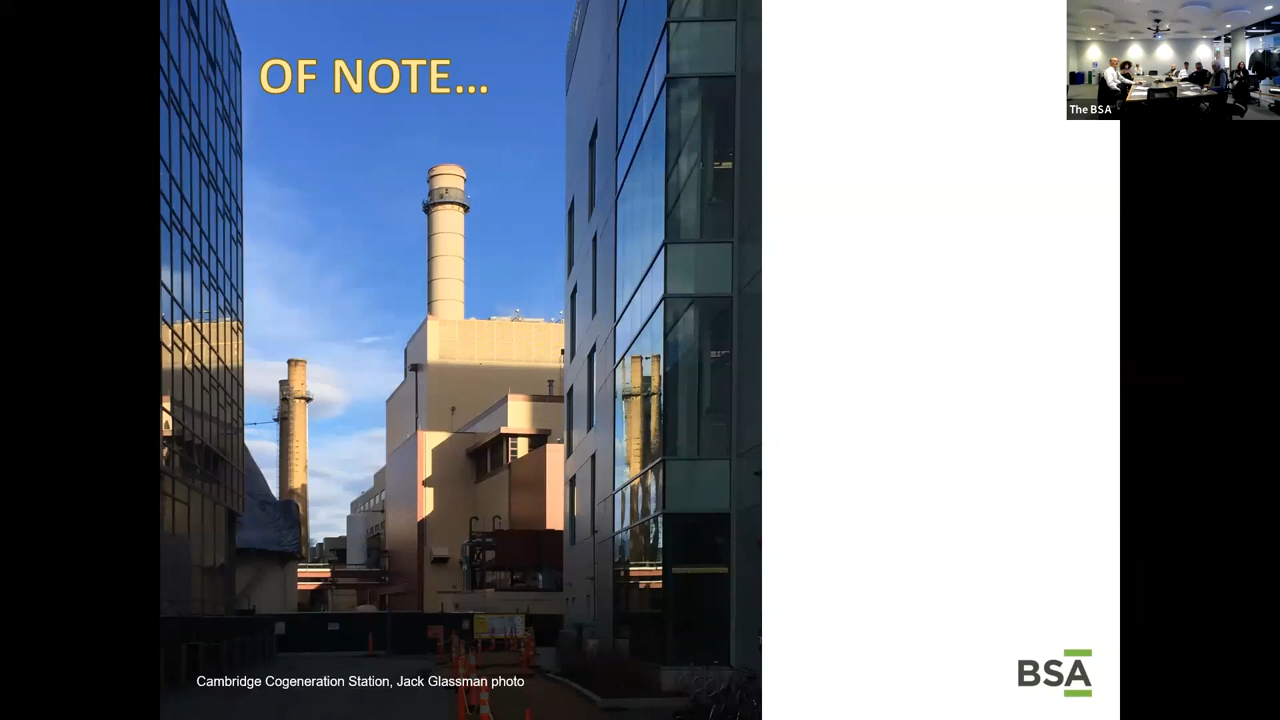 OF NOTE...
The BSA
Cambridge Cogeneration Station, Jack Glassman photo
BSA